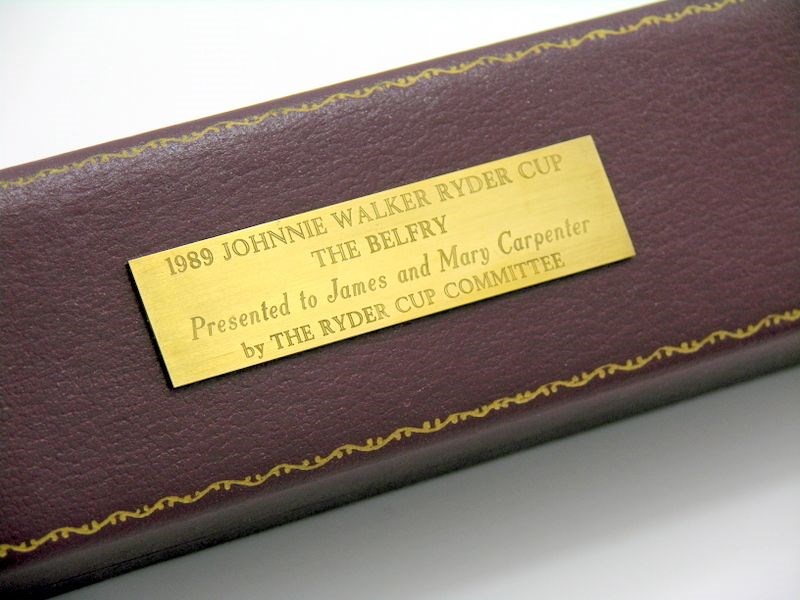 1989 JOHNNIE WALKER RYDER CUP
THE BELFRY
Presented to James and Mary Carpenter
by THE RYDER CUP COMMITTEE